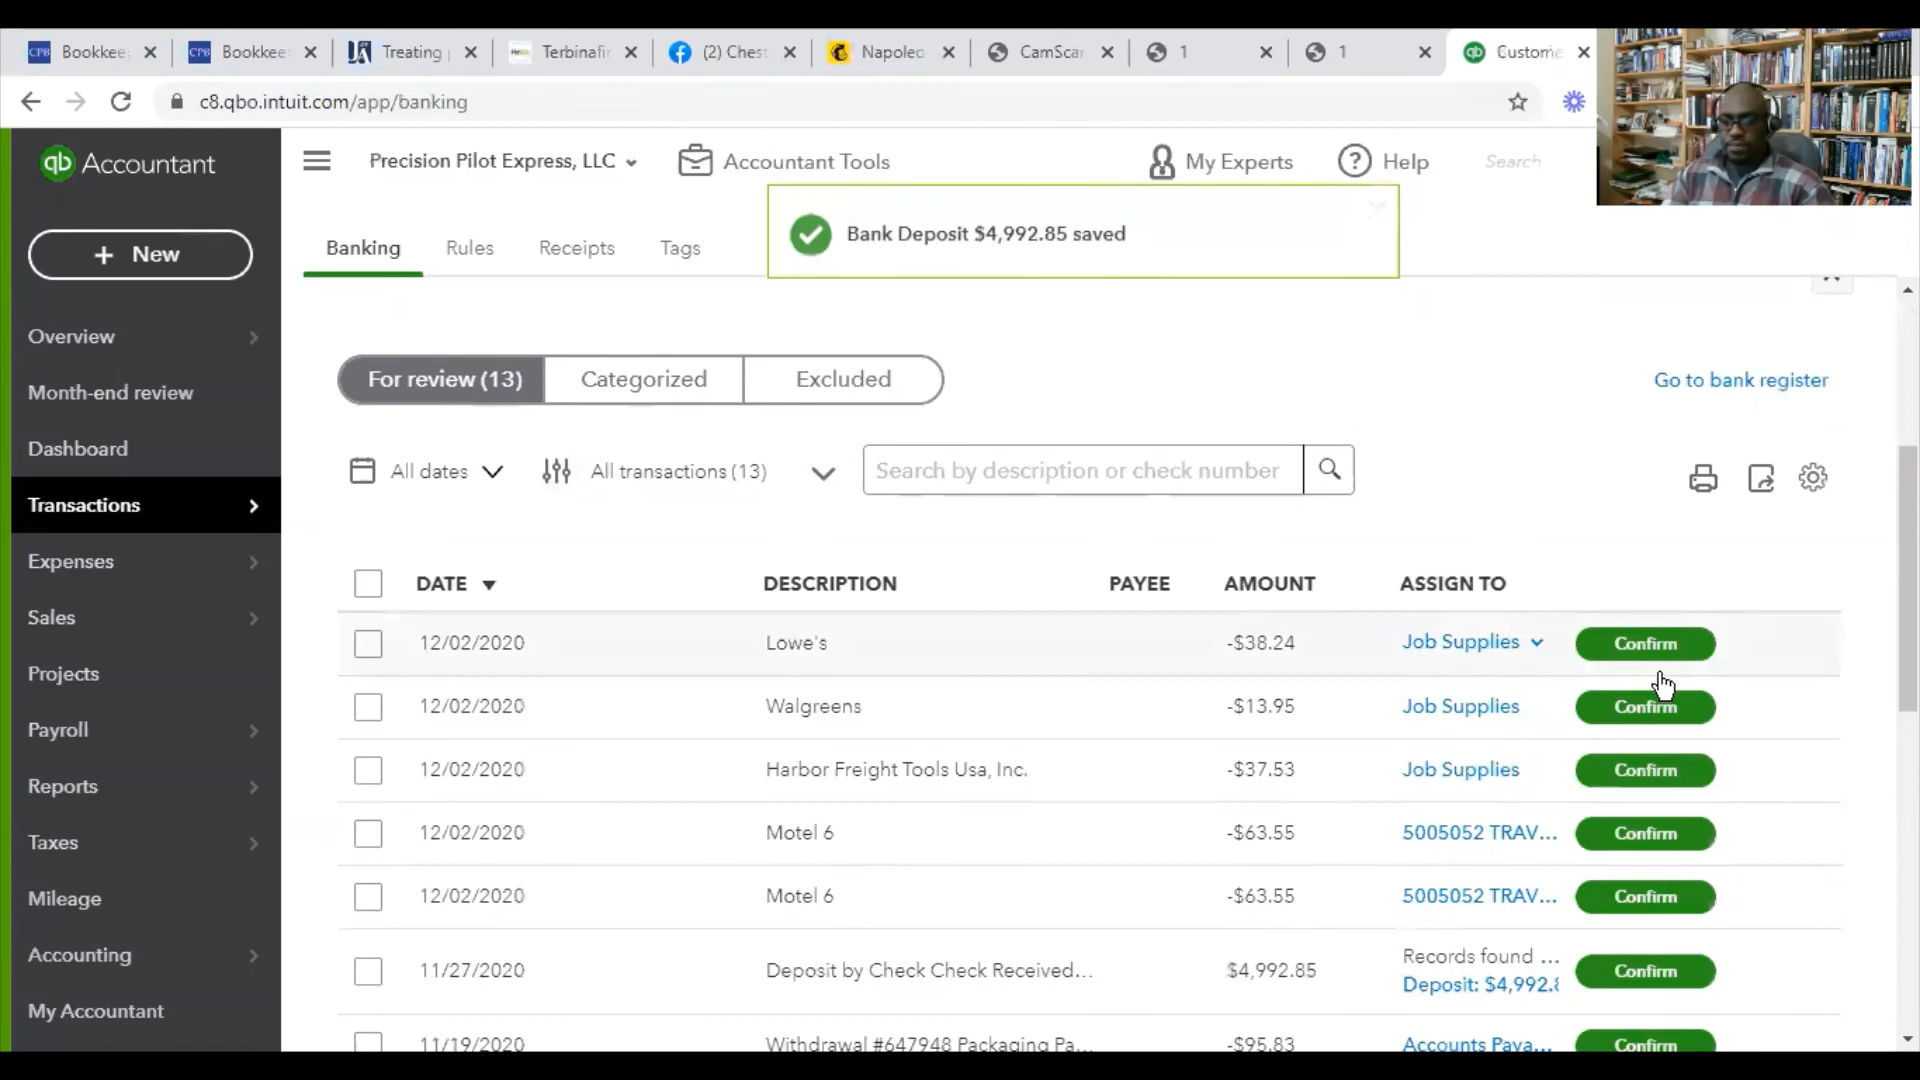 CPB Bookkee
CPB Bookkee
Treating
Terbinafir
(2) Chest
Napoleo
CamScar
1
1
qb Custome
c8.qbo.intuit.com/app/banking
qb Accountant
Precision Pilot Express, LLC
Accountant Tools
My Experts
Help
Search
+ New
Banking
Rules
Receipts
Tags
Bank Deposit $4,992.85 saved
Overview
Month-end review
Dashboard
Transactions
Expenses
Sales
Projects
Payroll
Reports
Taxes
Mileage
Accounting
My Accountant
For review (13)
Categorized
Excluded
Go to bank register
All dates
All transactions (13)
Search by description or check number
DATE DESCRIPTION PAYEE AMOUNT ASSIGN TO
12/02/2020 Lowe's -$38.24 Job Supplies Confirm
12/02/2020 Walgreens -$13.95 Job Supplies Confirm
12/02/2020 Harbor Freight Tools Usa, Inc. -$37.53 Job Supplies Confirm
12/02/2020 Motel 6 -$63.55 5005052 TRAV... Confirm
12/02/2020 Motel 6 -$63.55 5005052 TRAV... Confirm
11/27/2020 Deposit by Check Check Received... $4,992.85 Records found ... Confirm
Deposit: $4,992.8
11/19/2020 Withdrawal #647948 Packaging Pa... -$95.83 Accounts Paya... Confirm